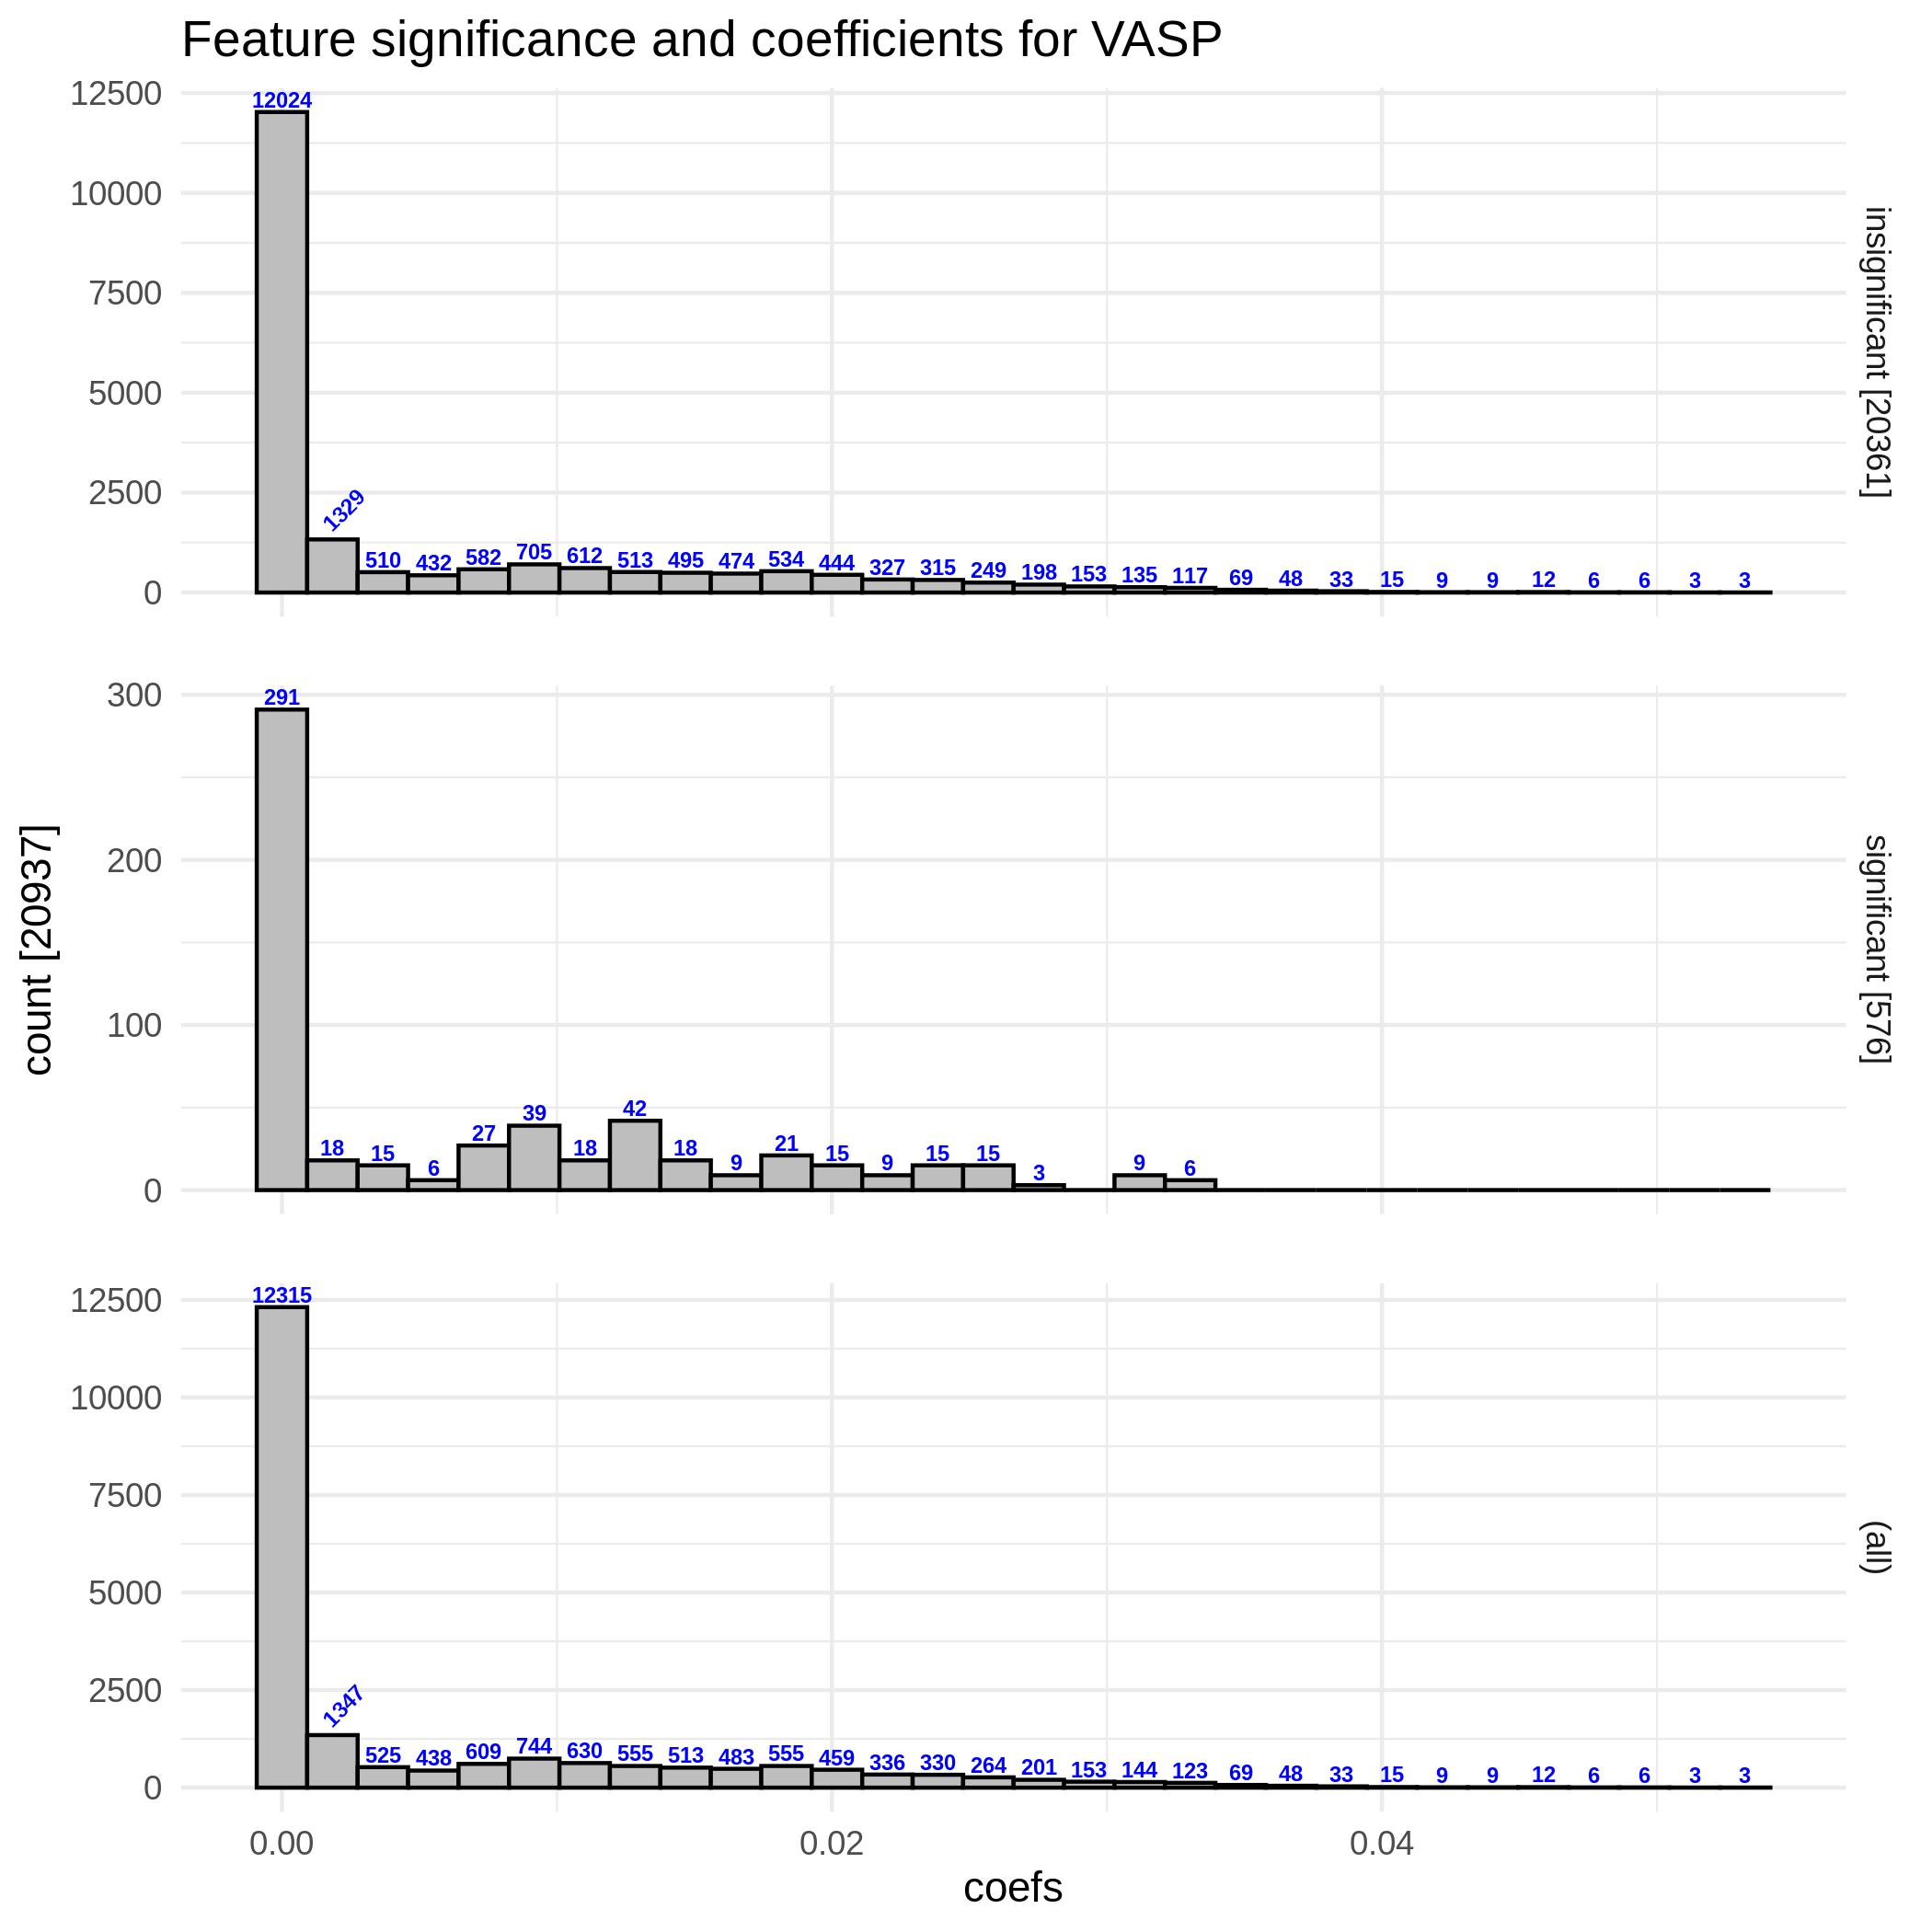 Feature significance and coefficients for VASP
count [20937]
12500
10000
7500
5000
2500
0
12024
1329
510 432 582 705 612 513 495 474 534 444 327 315 249 198 153 135 117 69 48 33 15 9 9 12 6 6 3 3
insignificant [20361]
300
200
100
0
291
18 15 6 27 39 18 42 18 9 21 15 9 15 15 3 9 6
significant [576]
12500
10000
7500
5000
2500
0
12315
1347
525 438 609 744 630 555 513 483 555 459 336 330 264 201 153 144 123 69 48 33 15 9 9 12 6 6 3 3
(all)
0.00 0.02 0.04
coefs